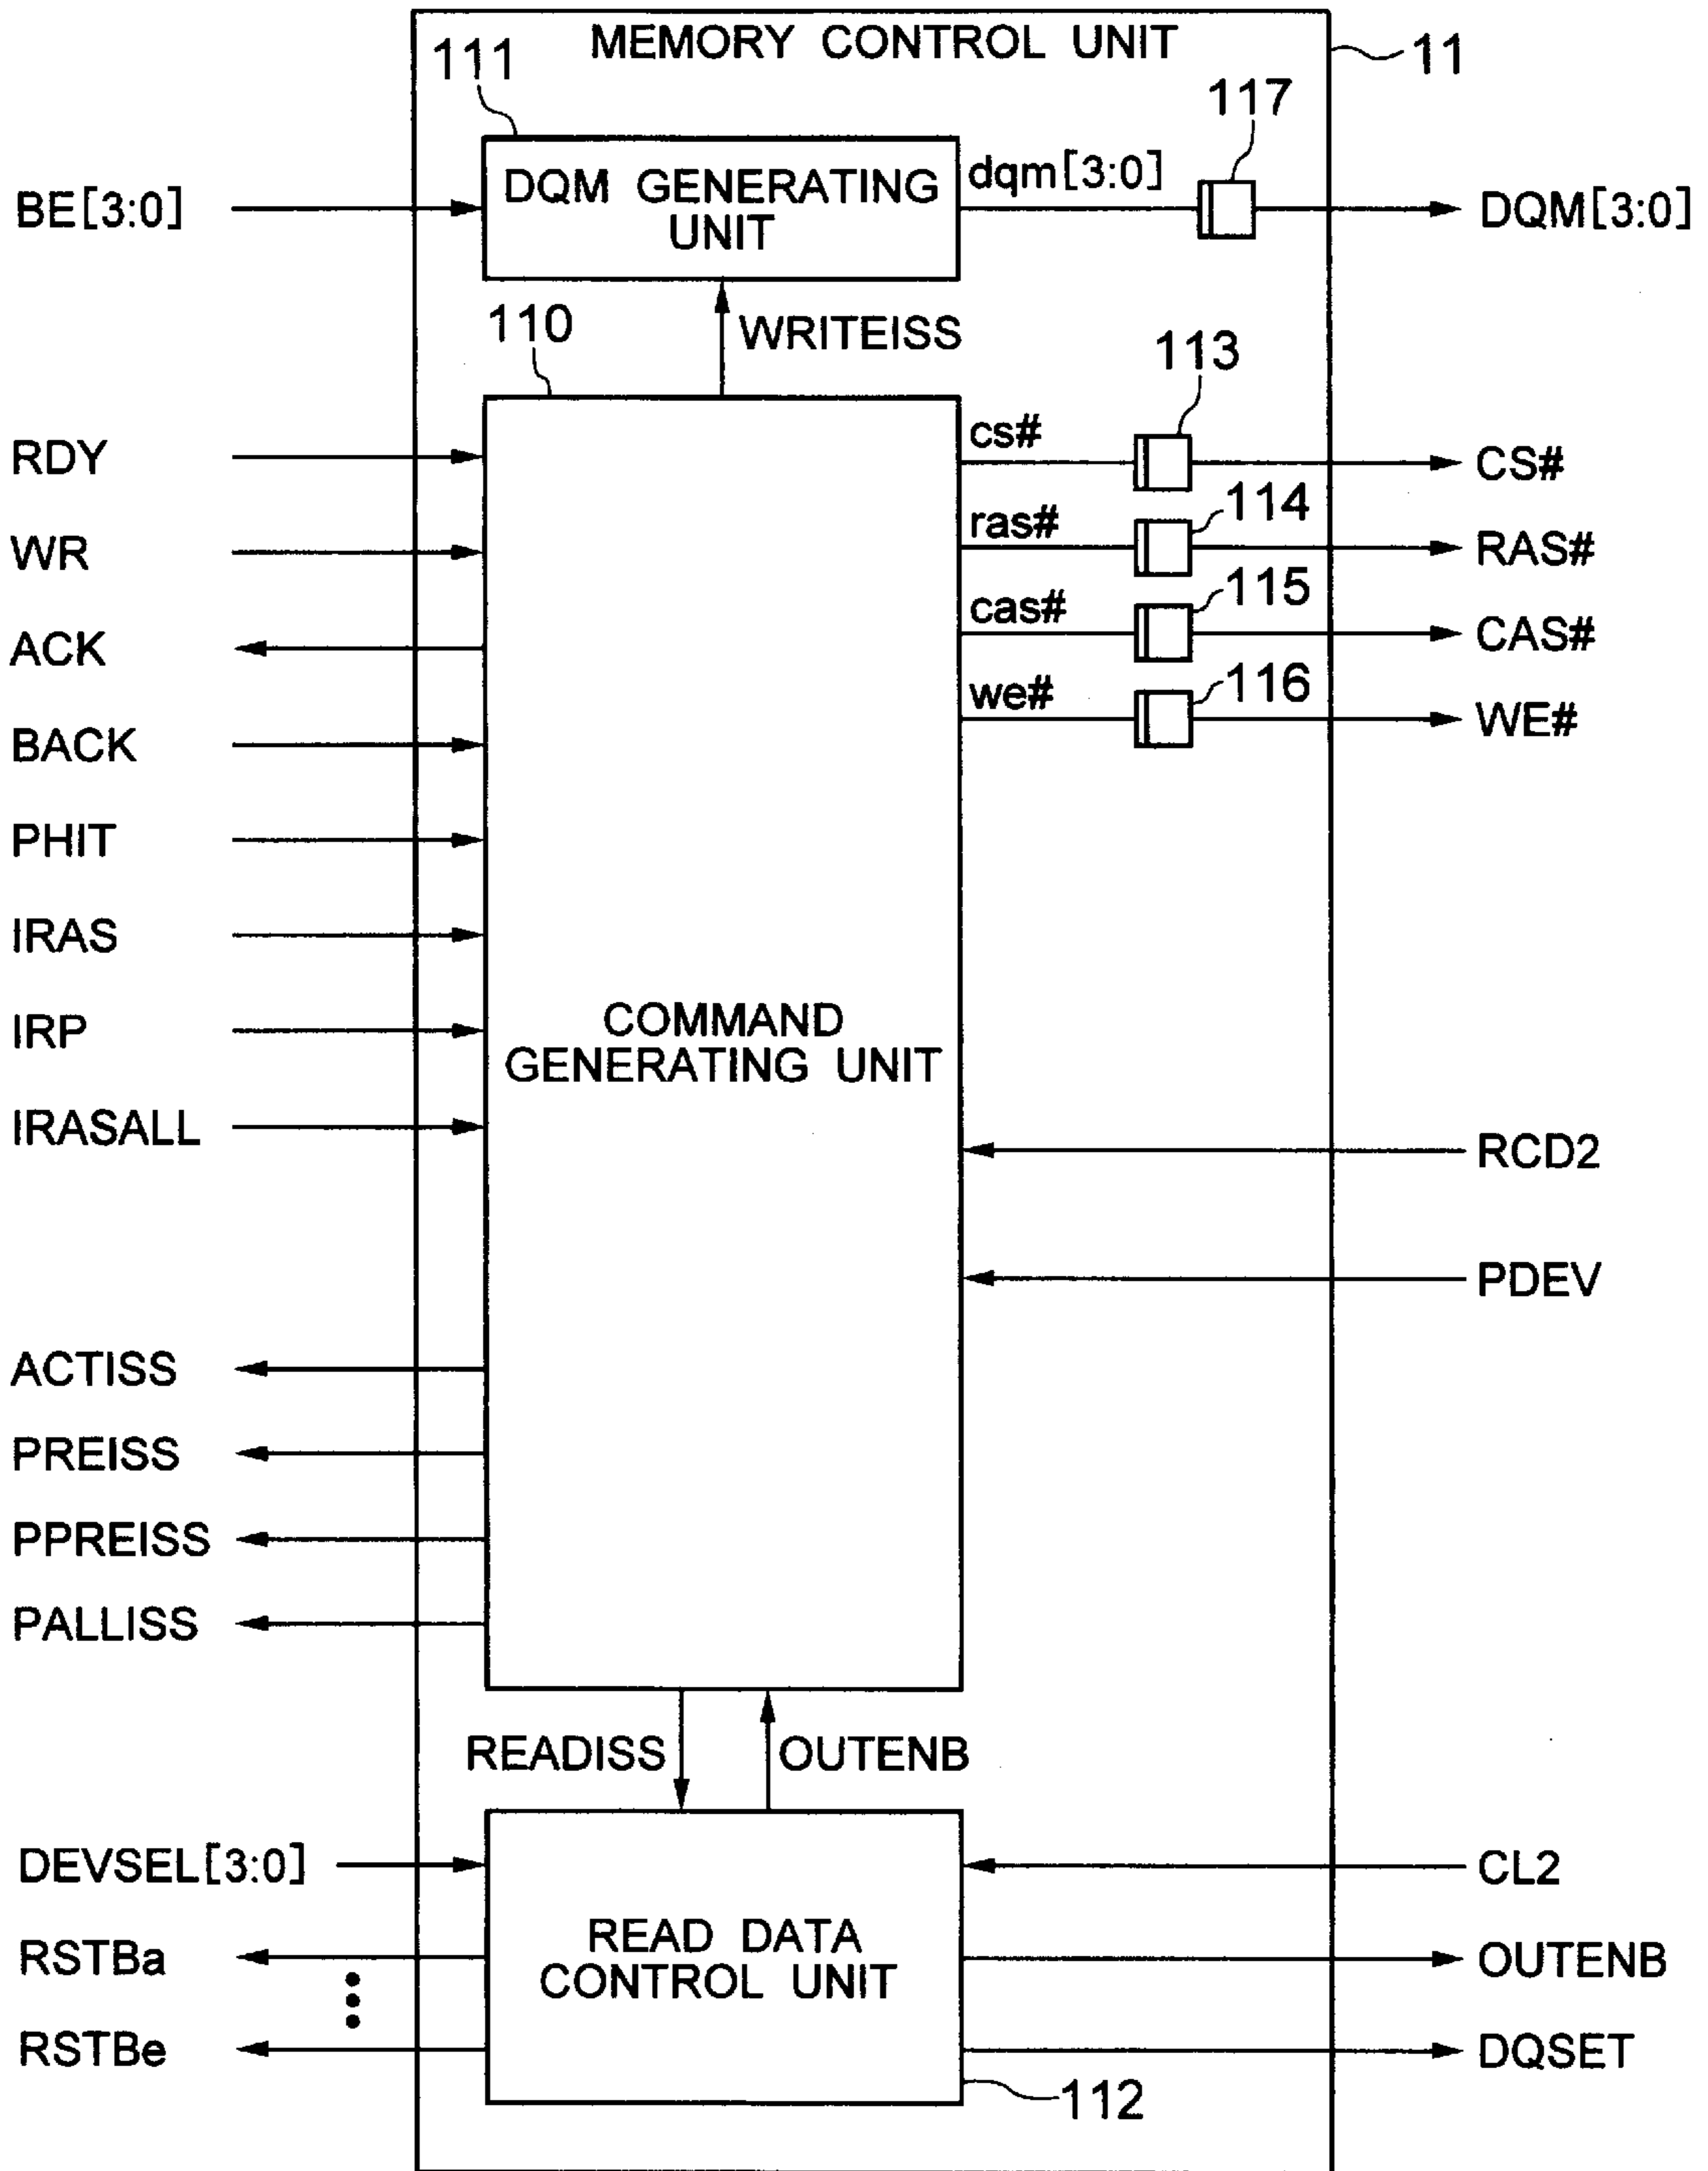 MEMORY CONTROL UNIT
11
111
117
BE[3:0]
DQM GENERATING
UNIT
dqm[3:0]
DQM[3:0]
110
WRITEISS
113
RDY
cs#
CS#
114
WR
ras#
RAS#
115
ACK
cas#
CAS#
116
BACK
we#
WE#
PHIT
IRAS
IRP
COMMAND
GENERATING UNIT
IRASALL
RCD2
PDEV
ACTISS
PREISS
PPREISS
PALLISS
READISS
OUTENB
DEVSEL[3:0]
CL2
RSTBa
READ DATA
CONTROL UNIT
OUTENB
RSTBe
DQSET
112